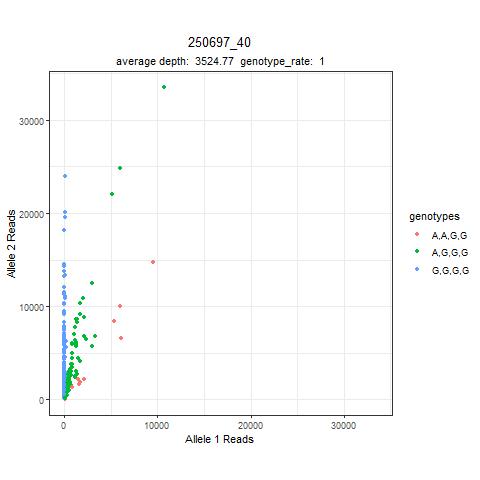 250697_40
average depth:  3524.77  genotype_rate:  1
Allele 2 Reads
30000
20000
10000
0
0 10000 20000 30000
Allele 1 Reads
genotypes
A,A,G,G
A,G,G,G
G,G,G,G